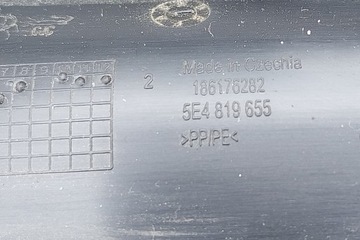 Made in Czechia
2
186176282
5E4 819 655
>PP/PE<